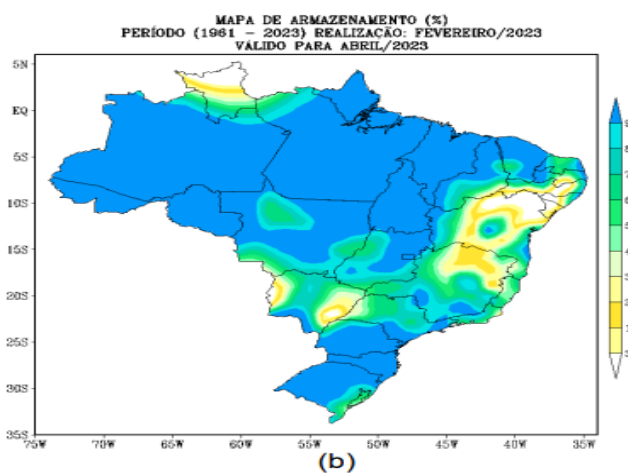 MAPA DE ARMAZENAMENTO (%)
PERÍODO (1961 – 2023) REALIZAÇÃO: FEVEREIRO/2023
VÁLIDO PARA ABRIL/2023
5N
EQ
5S
10S
15S
20S
25S
30S
35S
75W 70W 65W 60W 55W 50W 45W 40W 35W
(b)